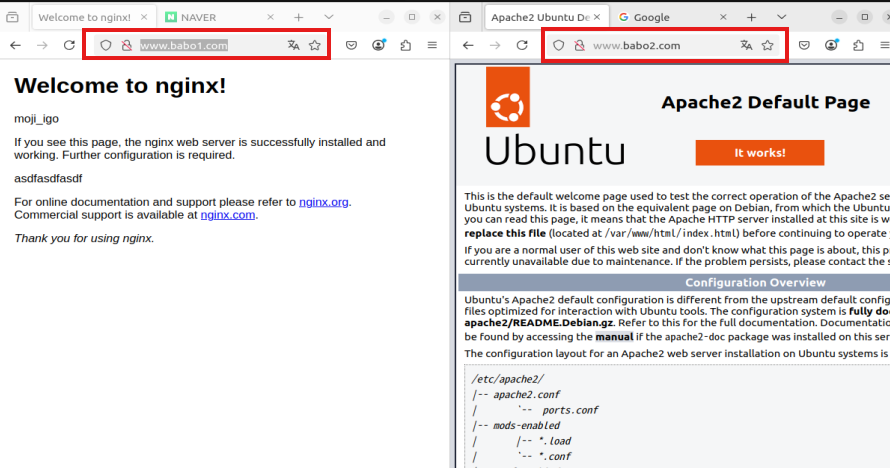 Welcome to nginx!
NAVER
www.babo1.com
Welcome to nginx!
moji_igo
If you see this page, the nginx web server is successfully installed and
working. Further configuration is required.
asdfasdfasdf
For online documentation and support please refer to nginx.org.
Commercial support is available at nginx.com.
Thank you for using nginx.
Apache2 Ubuntu De
Google
www.babo2.com
Ubuntu
Apache2 Default Page
It works!
This is the default welcome page used to test the correct operation of the Apache2 se
Ubuntu systems. It is based on the equivalent page on Debian, from which the Ubuntu
you can read this page, it means that the Apache HTTP server installed at this site is w
replace this file (located at /var/www/html/index.html) before continuing to operate
If you are a normal user of this web site and don't know what this page is about, this p
currently unavailable due to maintenance. If the problem persists, please contact the s
Configuration Overview
Ubuntu's Apache2 default configuration is different from the upstream default config
files optimized for interaction with Ubuntu tools. The configuration system is fully do
apache2/README.Debian.gz. Refer to this for the full documentation. Documentatio
be found by accessing the manual if the apache2-doc package was installed on this ser
The configuration layout for an Apache2 web server installation on Ubuntu systems is
/etc/apache2/
|-- apache2.conf
|       `--  ports.conf
|-- mods-enabled
|       |-- *.load
|       `-- *.conf